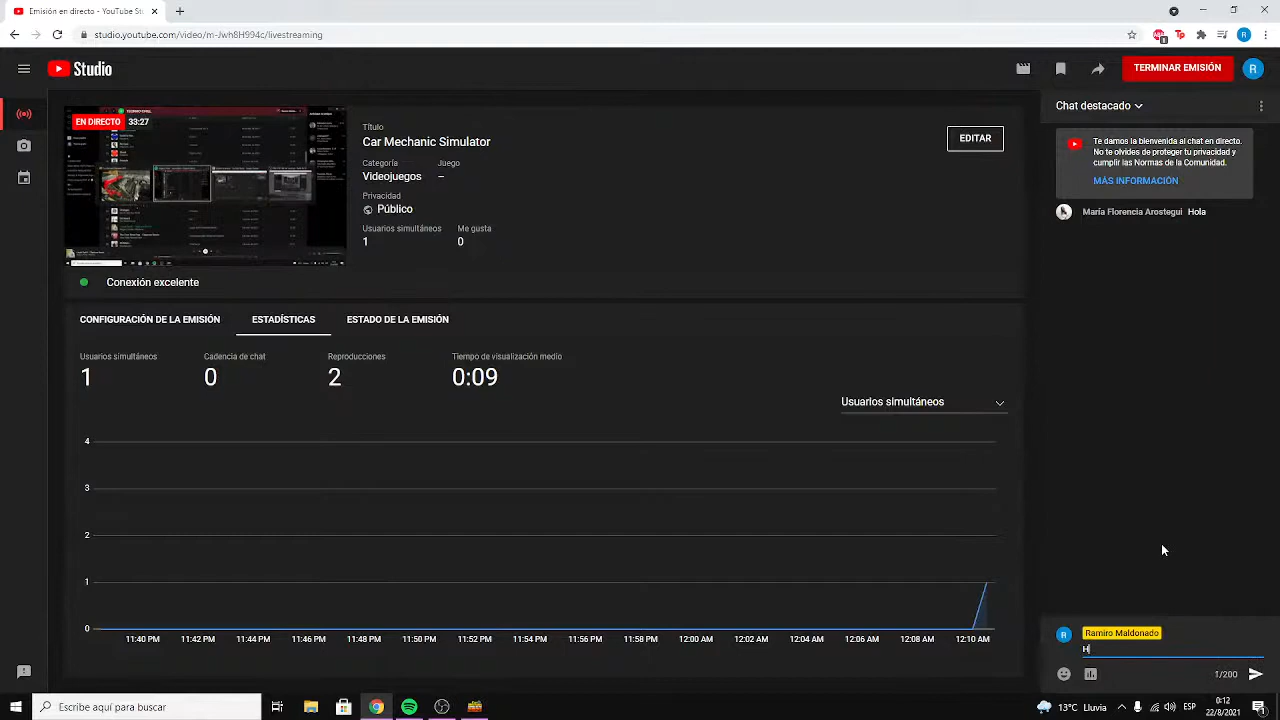 Emisión en directo - YouTube Stu
studio.youtube.com/video/m-Jwh8H994c/livestreaming
Studio
TERMINAR EMISIÓN
R
EN DIRECTO 38:27
Título
Car Mechanic Simulator
EDITAR
Categoría Juego
Videojuegos –
Privacidad
Público
1 0
Conexión excelente
CONFIGURACIÓN DE LA EMISIÓN ESTADÍSTICAS ESTADO DE LA EMISIÓN
Usuarios simultáneos Cadencia de chat Reproducciones Tiempo de visualización medio
1 0 2 0:09
Usuarios simultáneos
4
3
2
1
0
11:40 PM 11:42 PM 11:44 PM 11:46 PM 11:48 PM 11:50 PM 11:52 PM 11:54 PM 11:56 PM 11:58 PM 12:00 AM 12:02 AM 12:04 AM 12:06 AM 12:08 AM 12:10 AM
Chat destacado
Te damos la bienvenida al chat en directo.
No te olvides de proteger tu privacidad y
cumplir las Normas de la Comunidad.
MÁS INFORMACIÓN
Arostegui Hola
R Ramiro Maldonado
H
1/200
Escribe aquí para buscar
13°C Lluvia ESP
0:12
22/8/2021